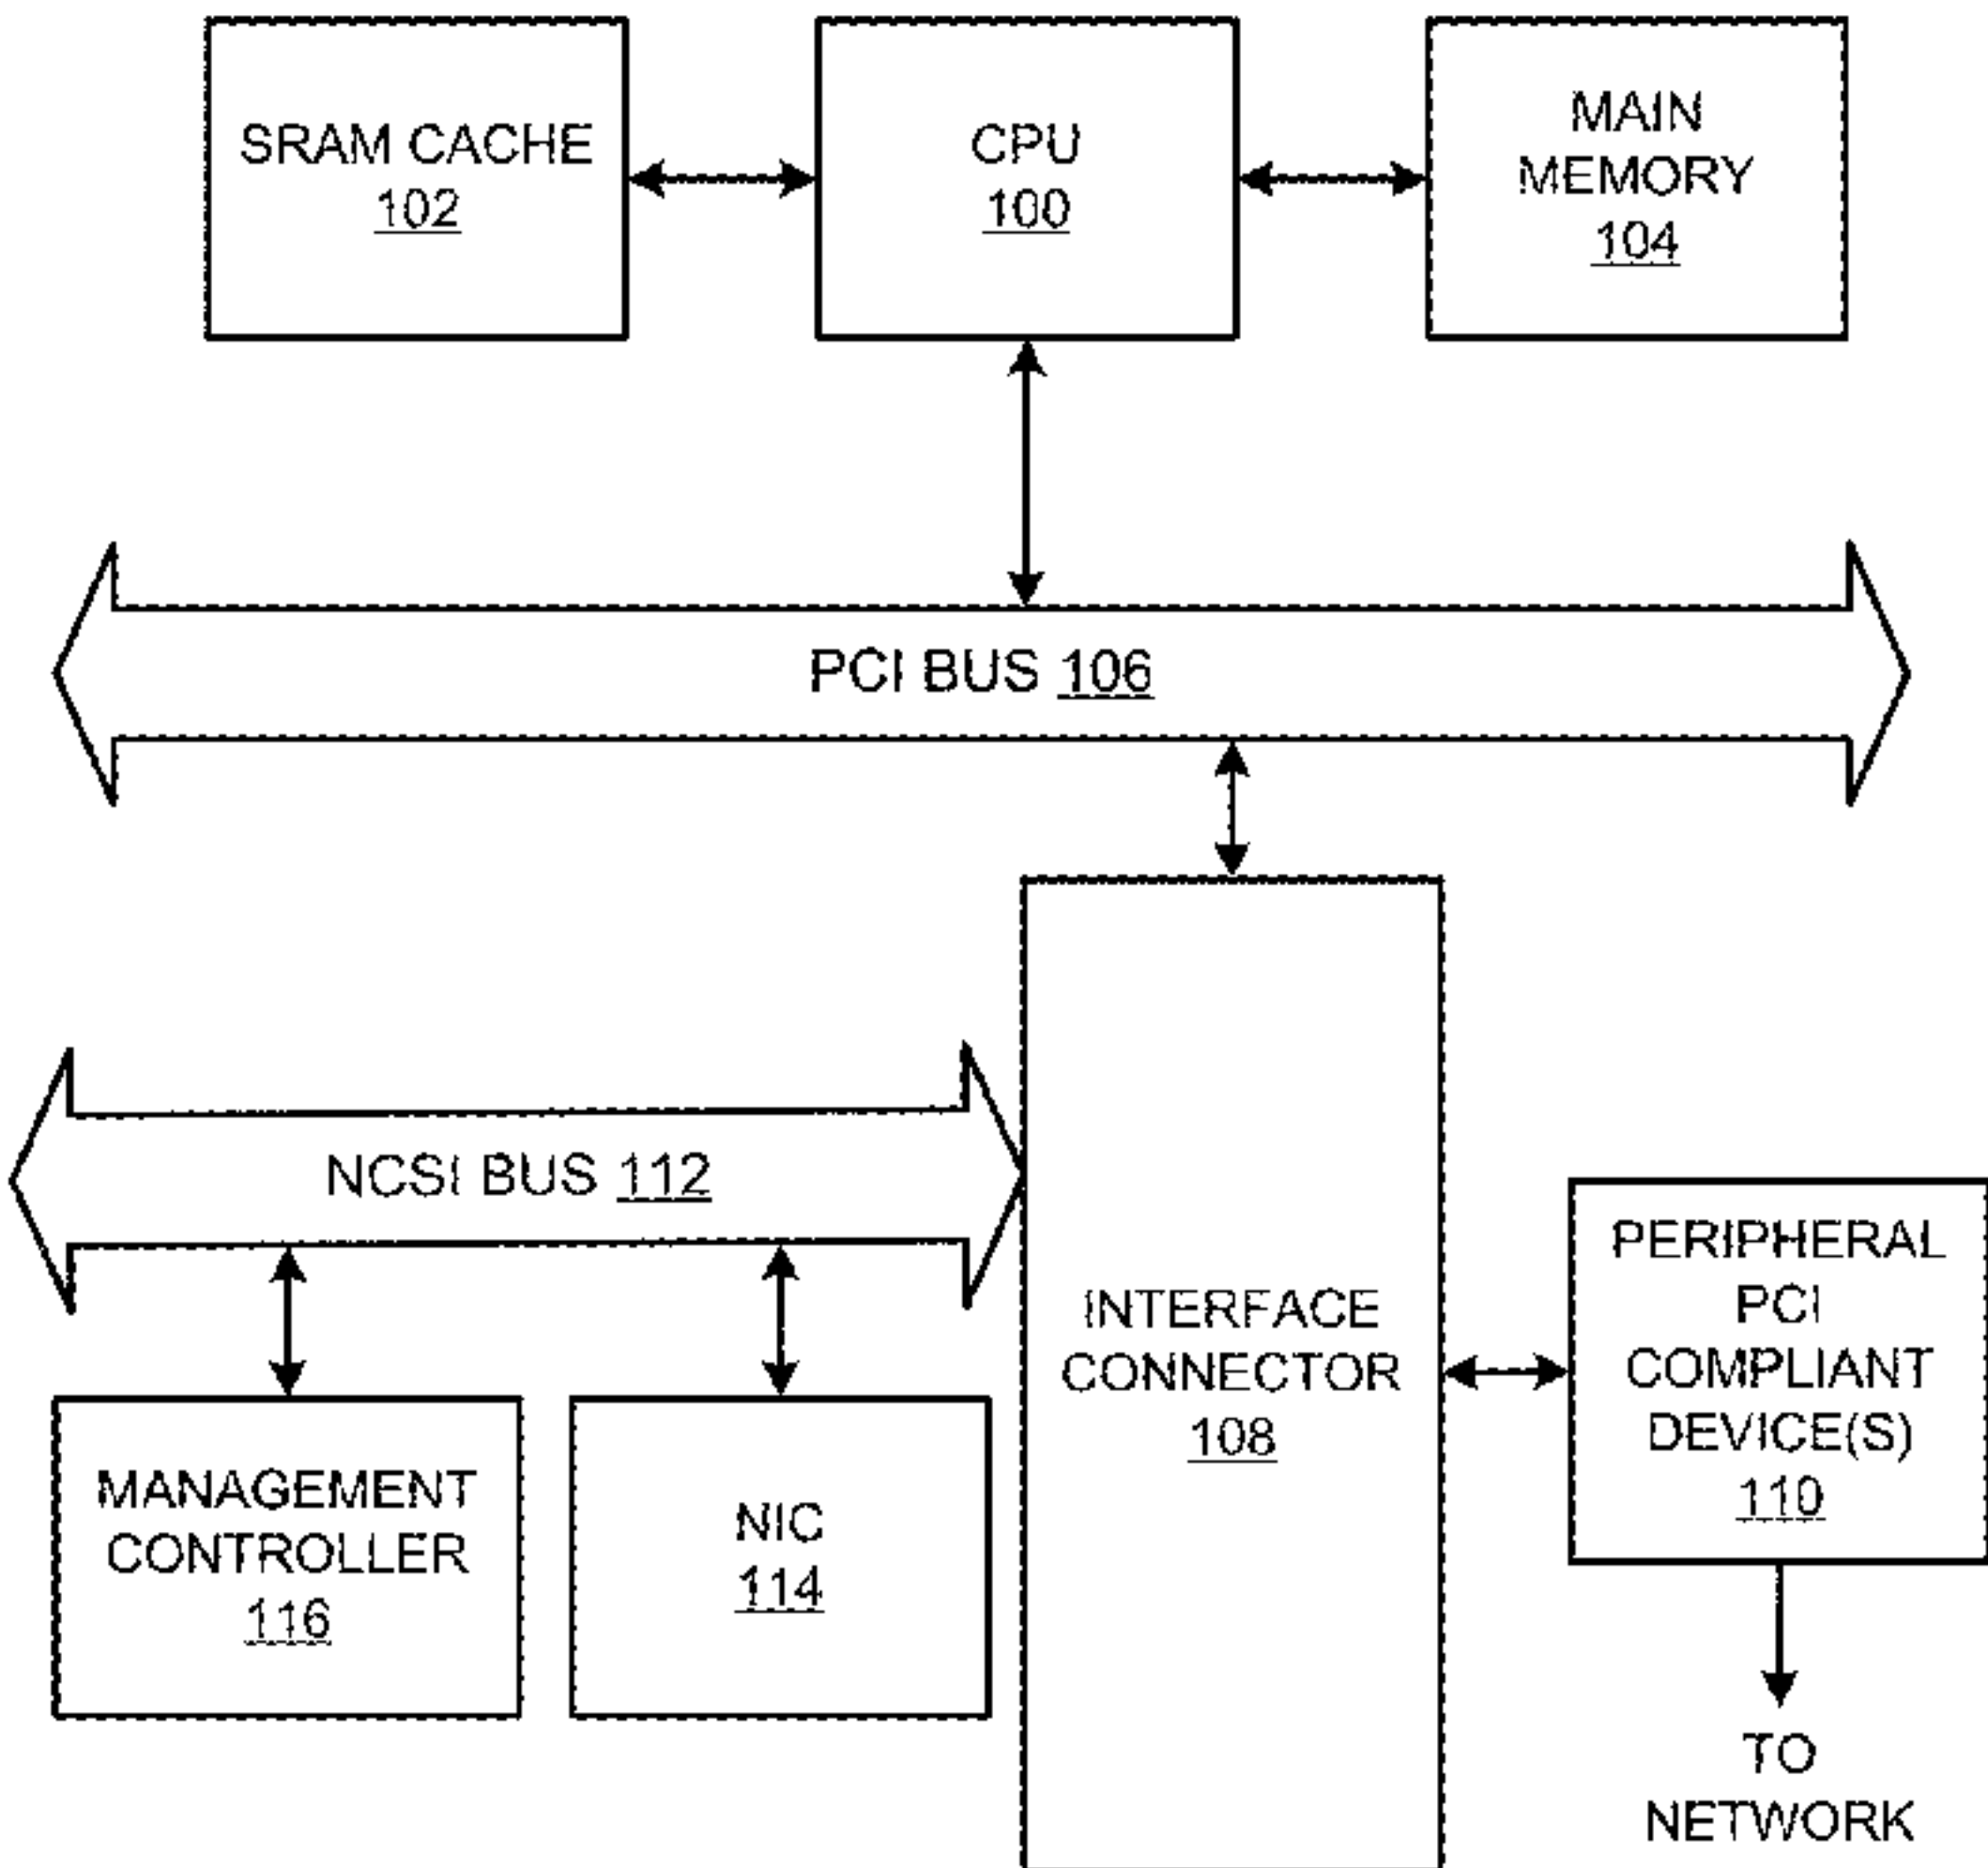 SRAM CACHE
102
CPU
100
MAIN
MEMORY
104
PCI BUS 106
NCSI BUS 112
INTERFACE
CONNECTOR
108
PERIPHERAL
PCI
COMPLIANT
DEVICE(S)
110
MANAGEMENT
CONTROLLER
116
NIC
114
TO
NETWORK